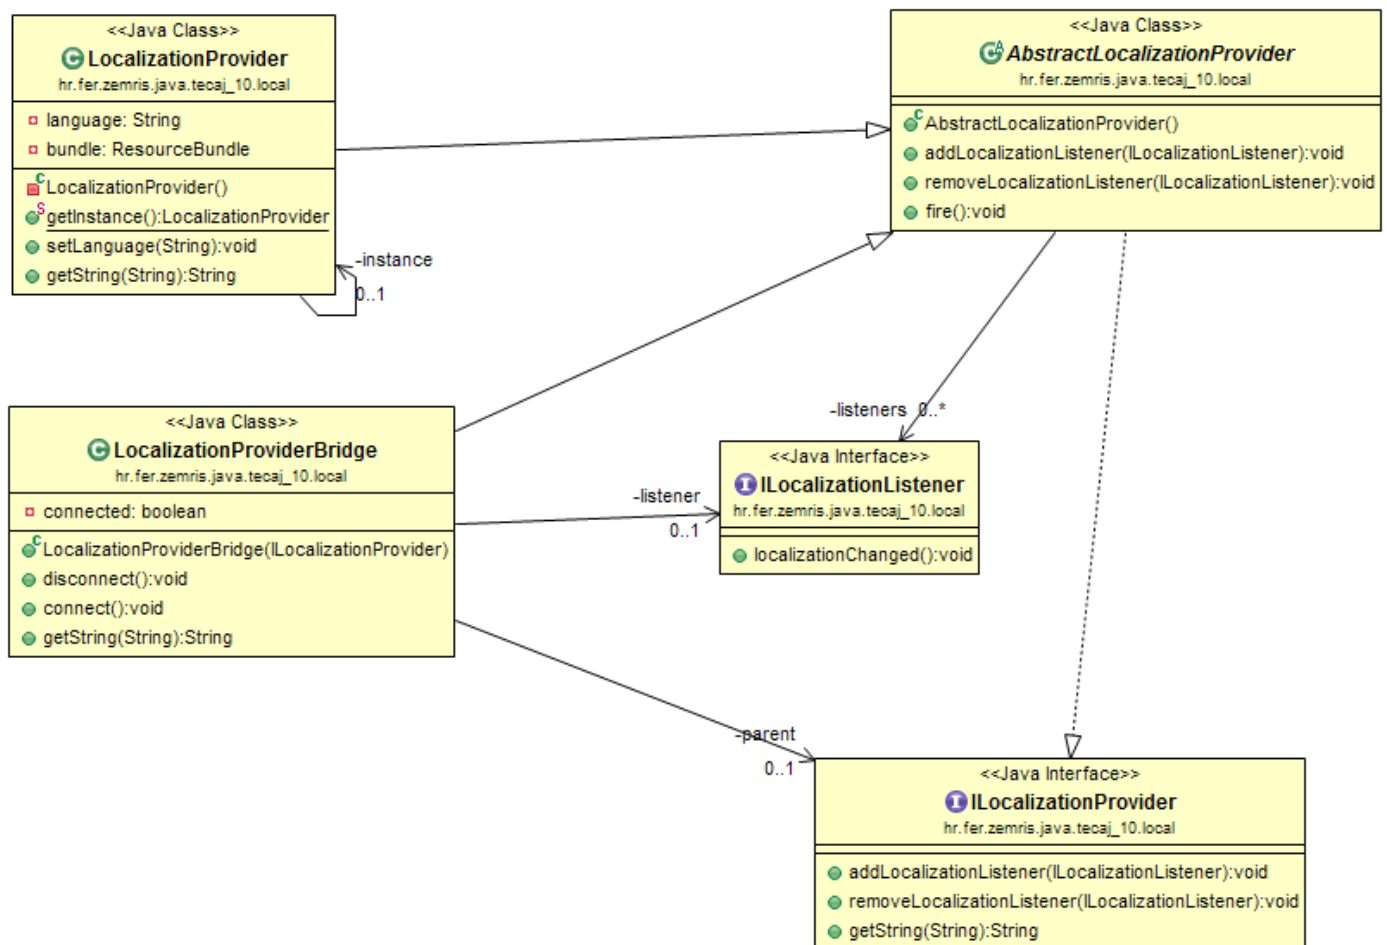 <<Java Class>>
LocalizationProvider
hr.fer.zemris.java.tecaj_10.local
language: String
bundle: ResourceBundle
LocalizationProvider()
getInstance():LocalizationProvider
setLanguage(String):void
getString(String):String
-instance
0..1
<<Java Class>>
AbstractLocalizationProvider
hr.fer.zemris.java.tecaj_10.local
AbstractLocalizationProvider()
addLocalizationListener(ILocalizationListener):void
removeLocalizationListener(ILocalizationListener):void
fire():void
<<Java Class>>
LocalizationProviderBridge
hr.fer.zemris.java.tecaj_10.local
connected: boolean
LocalizationProviderBridge(ILocalizationProvider)
disconnect():void
connect():void
getString(String):String
-listeners 0..*
-listener
0..1
<<Java Interface>>
ILocalizationListener
hr.fer.zemris.java.tecaj_10.local
localizationChanged():void
-parent
0..1
<<Java Interface>>
ILocalizationProvider
hr.fer.zemris.java.tecaj_10.local
addLocalizationListener(ILocalizationListener):void
removeLocalizationListener(ILocalizationListener):void
getString(String):String